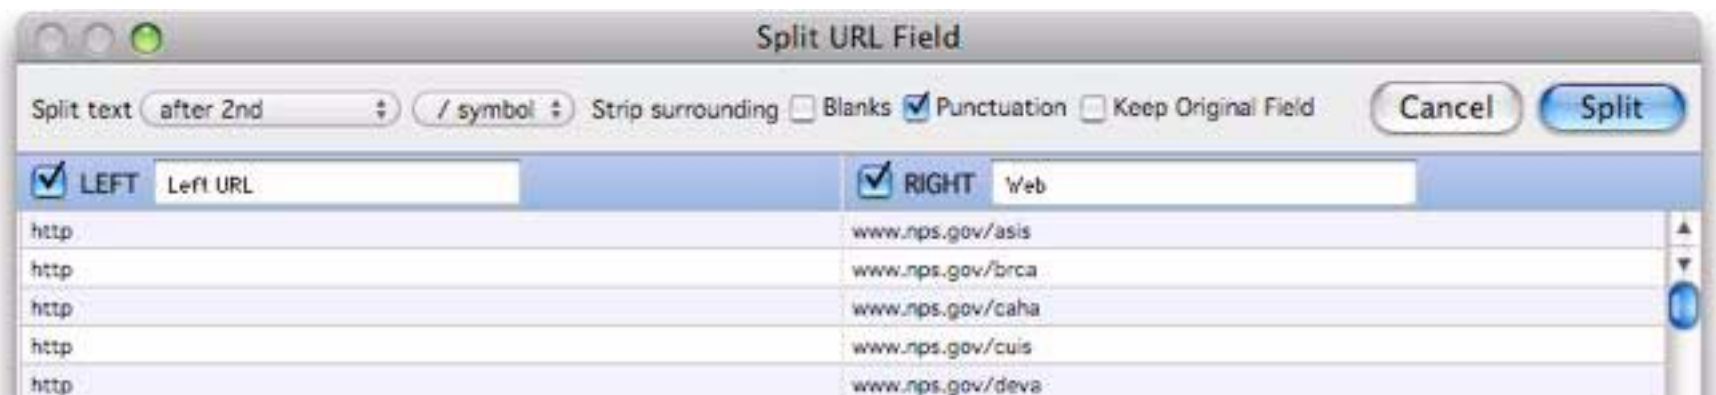 Split URL Field
Split text after 2nd / symbol Strip surrounding Blanks Punctuation Keep Original Field Cancel Split
LEFT Left URL RIGHT Web
http www.nps.gov/asis
http www.nps.gov/brca
http www.nps.gov/caha
http www.nps.gov/cuis
http www.nps.gov/deva